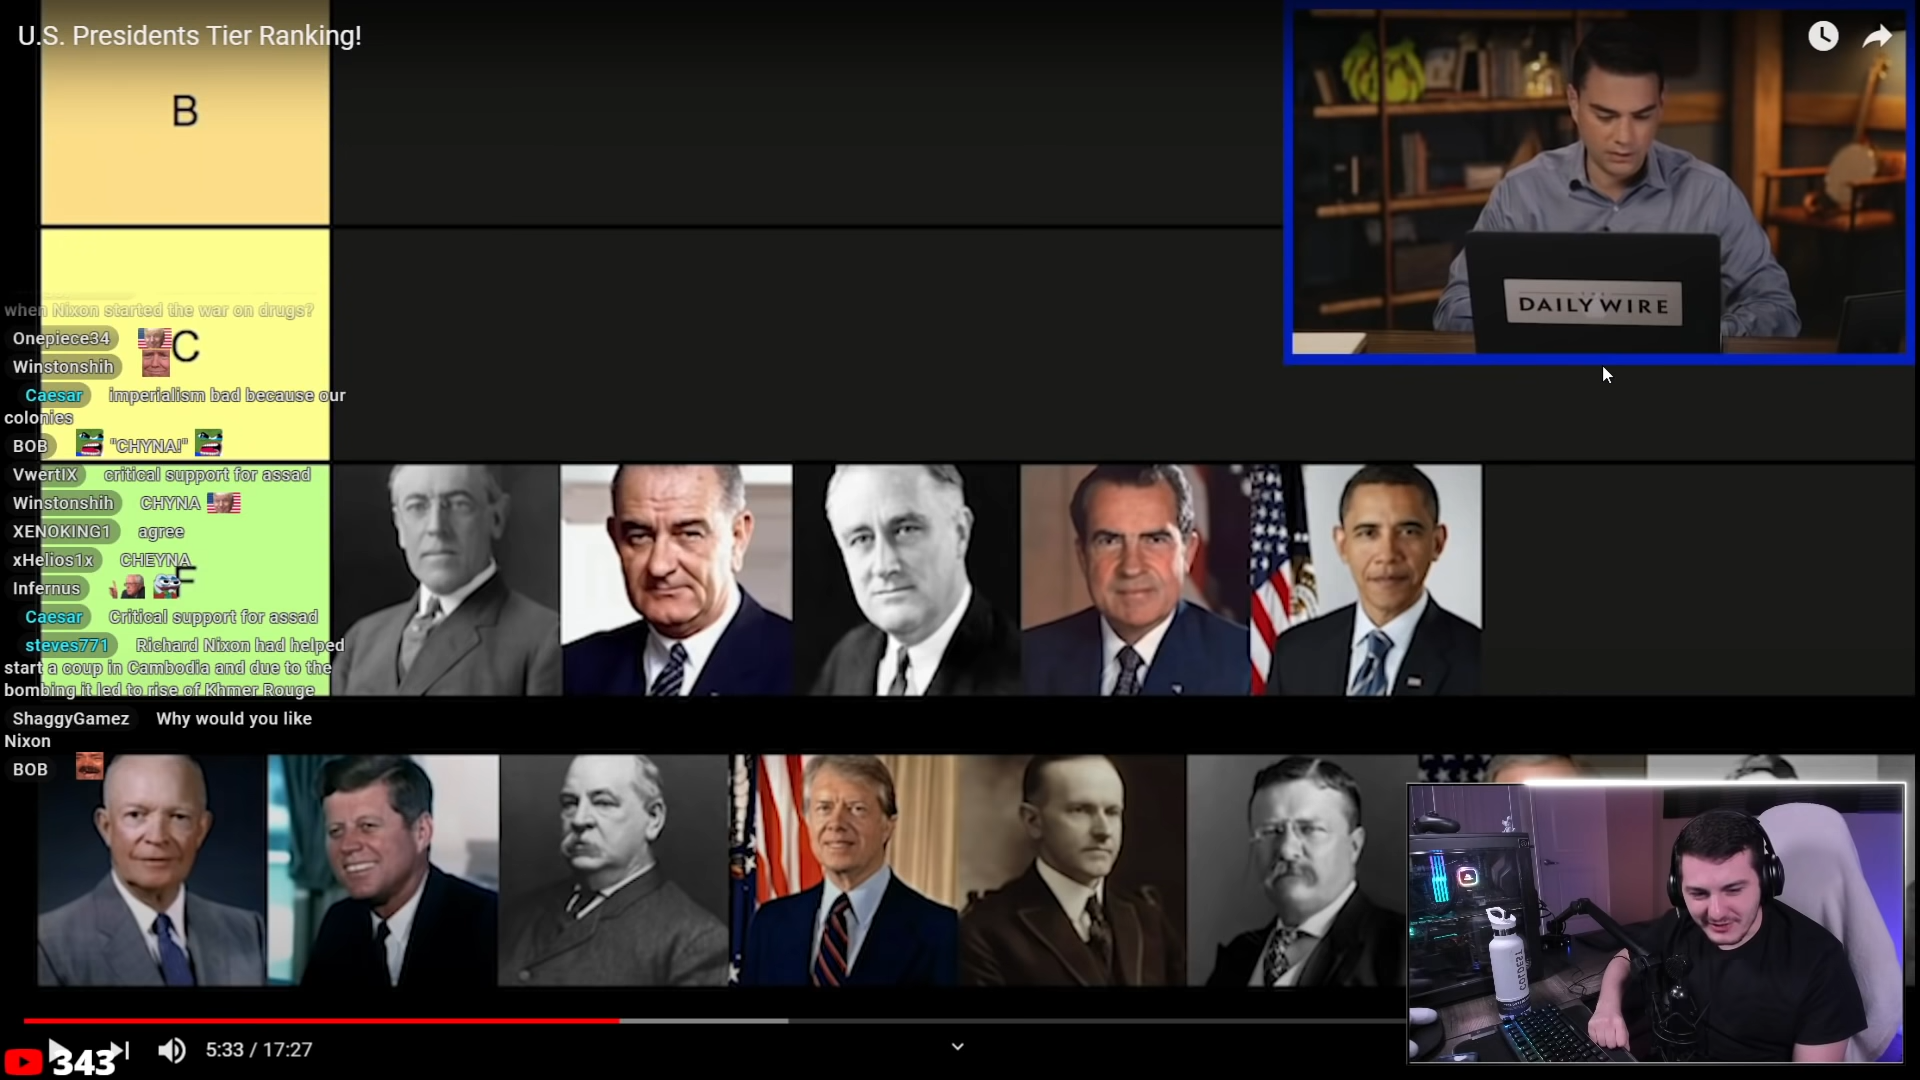 U.S. Presidents Tier Ranking!
B
DAILY WIRE
when Nixon started the war on drugs?
Onepiece34
C
Winstonshih
Caesar imperialism bad because our
colonies
BOB "CHYNA!"
VwertIX critical support for assad
Winstonshih CHYNA
XENOKING1 agree
xHelios1x CHEYNA
F
Infernus
Caesar Critical support for assad
steves771 Richard Nixon had helped
start a coup in Cambodia and due to the
bombing it led to rise of Khmer Rouge
ShaggyGamez Why would you like
Nixon
BOB
5:33 / 17:27
343